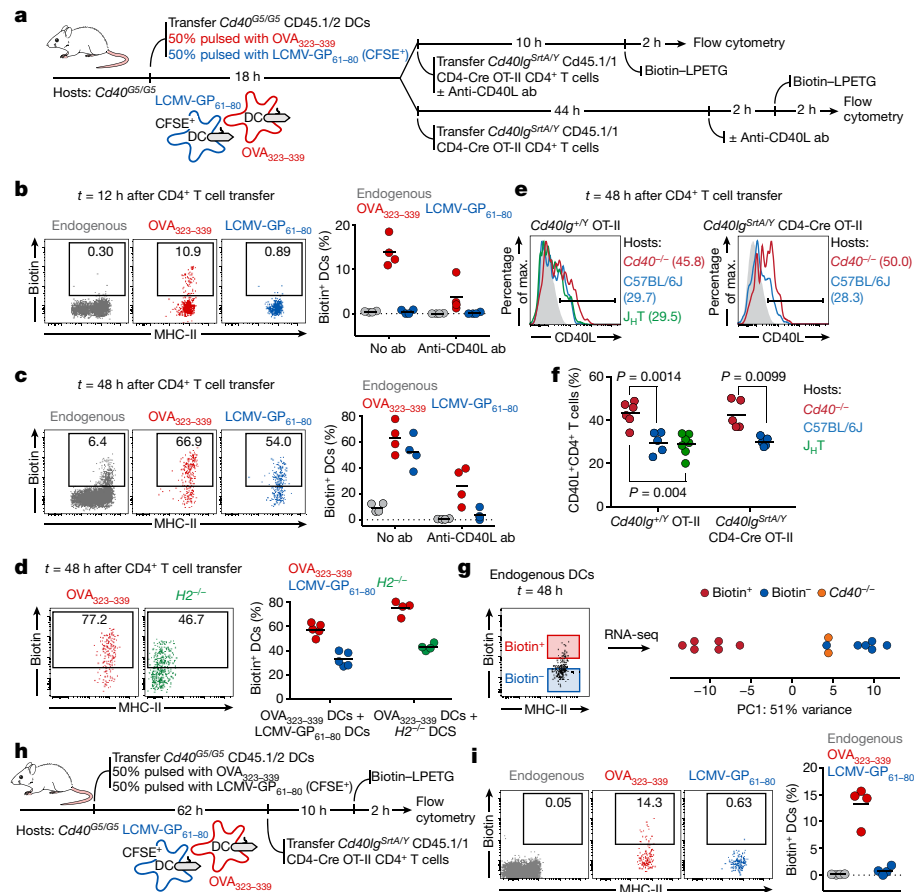 a
Transfer Cd40G5/G5 CD45.1/2 DCs
50% pulsed with OVA323–339
50% pulsed with LCMV-GP61–80 (CFSE+)
18 h
Hosts: Cd40G5/G5
LCMV-GP61–80
CFSE+
DC
DC
OVA323–339
10 h
2 h
Flow cytometry
Transfer Cd40lgSrtA/Y Cd45.1/1
CD4-Cre OT-II CD4+ T cells
± Anti-CD40L ab
Biotin–LPETG
44 h
2 h
2 h
Biotin–LPETG
Flow
cytometry
Transfer Cd40lgSrtA/Y CD45.1/1
CD4-Cre OT-II CD4+ T cells
± Anti-CD40L ab
b
t = 12 h after CD4+ T cell transfer
Endogenous
OVA323–339
LCMV-GP61–80
0.30
10.9
0.89
Biotin
MHC-II
Endogenous
OVA323–339 LCMV-GP61–80
Biotin+ DCs (%)
20
10
0
No ab
Anti-CD40L ab
c
t = 48 h after CD4+ T cell transfer
Endogenous
OVA323–339
LCMV-GP61–80
6.4
66.9
54.0
Biotin
MHC-II
Endogenous
OVA323–339 LCMV-GP61–80
Biotin+ DCs (%)
80
60
40
20
0
No ab
Anti-CD40L ab
d
t = 48 h after CD4+ T cell transfer
OVA323–339
H2−/−
77.2
46.7
Biotin
MHC-II
OVA323–339
LCMV-GP61–80
H2−/−
Biotin+ DCs (%)
80
60
40
20
0
OVA323–339 DCs +
LCMV-GP61–80 DCs
OVA323–339 DCs +
H2−/− DCS
e
t = 48 h after CD4+ T cell transfer
Cd40lg+/Y OT-II
Percentage
of max.
CD40L
Hosts:
Cd40−/− (45.8)
C57BL/6J
(29.7)
JHT (29.5)
Cd40lgSrtA/Y CD4-Cre OT-II
Percentage
of max.
CD40L
Hosts:
Cd40−/− (50.0)
C57BL/6J
(28.3)
f
CD40L+CD4+ T cells (%)
60
40
20
0
P = 0.0014
P = 0.0099
P = 0.004
Cd40lg+/Y OT-II
Cd40lgSrtA/Y
CD4-Cre OT-II
Hosts:
Cd40−/−
C57BL/6J
JHT
g
Endogenous DCs
t = 48 h
Biotin+
Biotin−
Biotin
MHC-II
RNA-seq
Biotin+ Biotin− Cd40−/−
−10 −5 0 5 10
PC1: 51% variance
h
Transfer Cd40G5/G5 CD45.1/2 DCs
50% pulsed with OVA323–339
50% pulsed with LCMV-GP61–80 (CFSE+)
Biotin–LPETG
62 h
10 h
2 h
Flow
cytometry
Hosts: Cd40G5/G5
LCMV-GP61–80
CFSE+
DC
DC
OVA323–339
Transfer Cd40lgSrtA/Y CD45.1/1
CD4-Cre OT-II CD4+ T cells
i
Endogenous
OVA323–339
LCMV-GP61–80
0.05
14.3
0.63
Biotin
MHC-II
Endogenous
OVA323–339
LCMV-GP61–80
Biotin+ DCs (%)
20
15
10
5
0